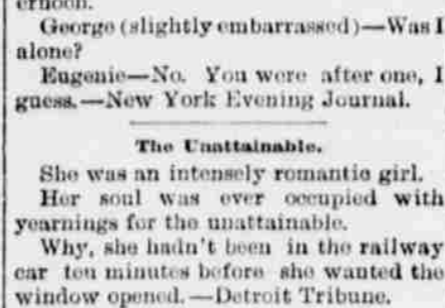 ernoon.
George (slightly embarrassed)—Was I
alone?
Eugenie—No. You were after one, I
guess.—New York Evening Journal.
The Unattainable.
She was an intensely romantic girl.
Her soul was ever occupied with
yearnings for the unattainable.
Why, she hadn't been in the railway
car ten minutes before she wanted the
window opened.—Detroit Tribune.